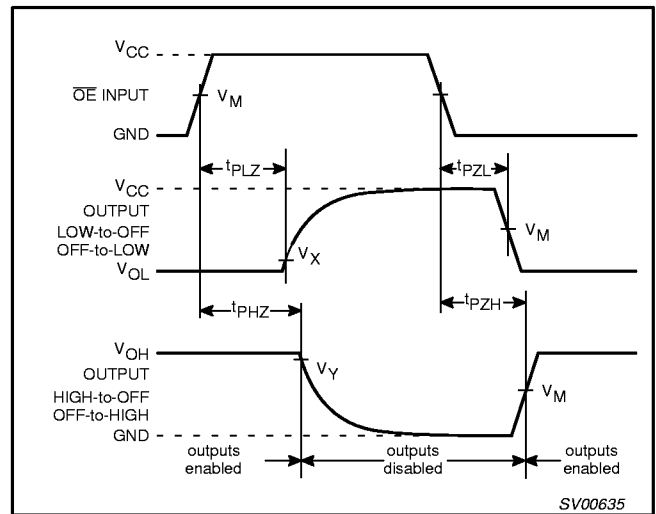 VCC
OE INPUT
VM
GND
tPLZ
tPZL
VCC
OUTPUT
LOW-to-OFF
OFF-to-LOW
VM
VX
VOL
tPHZ
tPZH
VOH
OUTPUT
VY
HIGH-to-OFF
OFF-to-HIGH
VM
GND
outputs enabled
outputs disabled
outputs enabled
SV00635